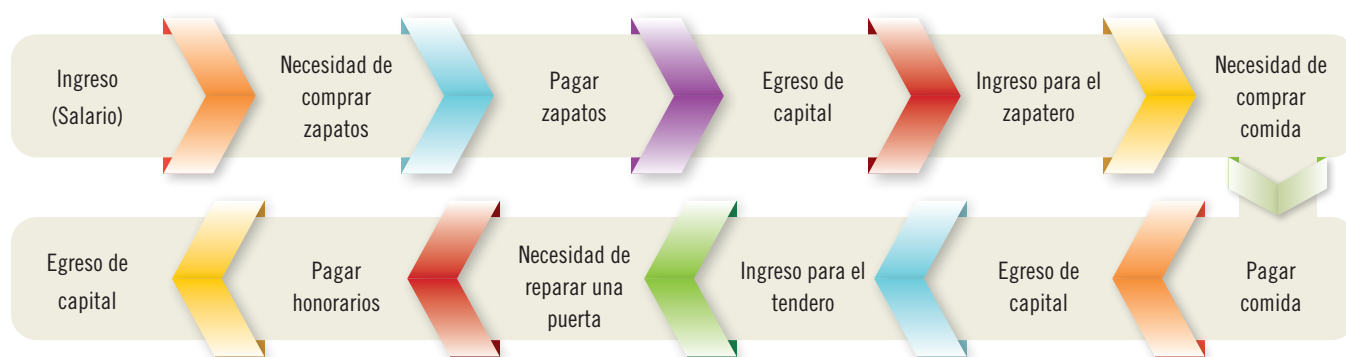 Ingreso
(Salario)
Necesidad de
comprar
zapatos
Pagar
zapatos
Egreso de
capital
Ingreso para el
zapatero
Necesidad de
comprar
comida
Pagar
comida
Egreso de
capital
Ingreso para el
tendero
Necesidad de
reparar una
puerta
Pagar
honorarios
Egreso de
capital